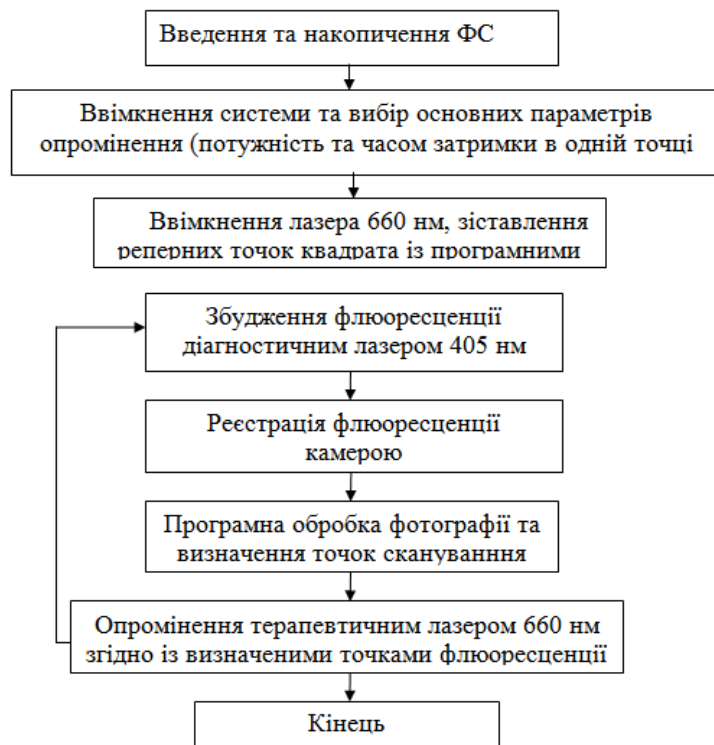 Введення та накопичення ФС
Ввімкнення системи та вибір основних параметрів
опромінення (потужність та часом затримки в одній точці
Ввімкнення лазера 660 нм, зіставлення
реперних точок квадрата із програмними
Збудження флюоресценції
діагностичним лазером 405 нм
Реєстрація флюоресценції
камерою
Програмна обробка фотографії та
визначення точок скануванння
Опромінення терапевтичним лазером 660 нм
згідно із визначеними точками флюоресценції
Кінець